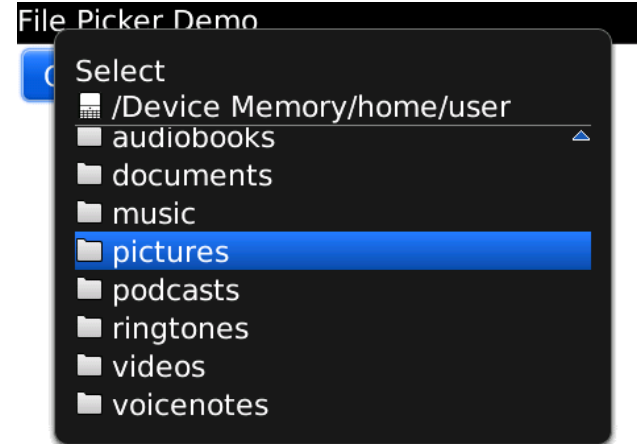 File Picker Demo
Select
/Device Memory/home/user
audiobooks
documents
music
pictures
podcasts
ringtones
videos
voicenotes